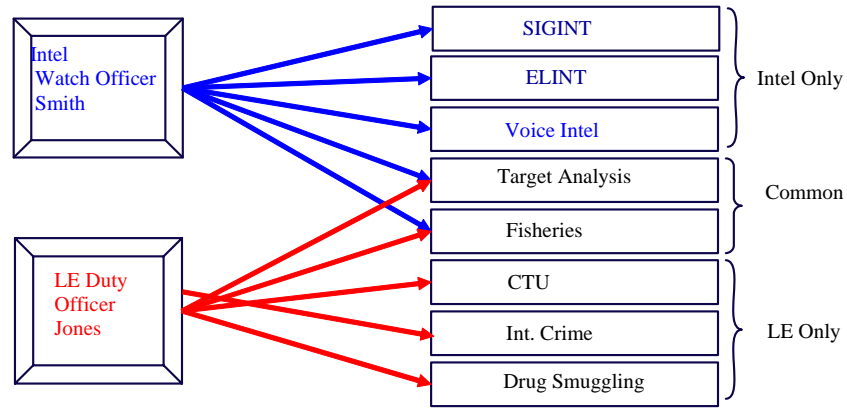 Intel
Watch Officer
Smith
LE Duty
Officer
Jones
SIGINT
ELINT
Voice Intel
Target Analysis
Fisheries
CTU
Int. Crime
Drug Smuggling
Intel Only
Common
LE Only